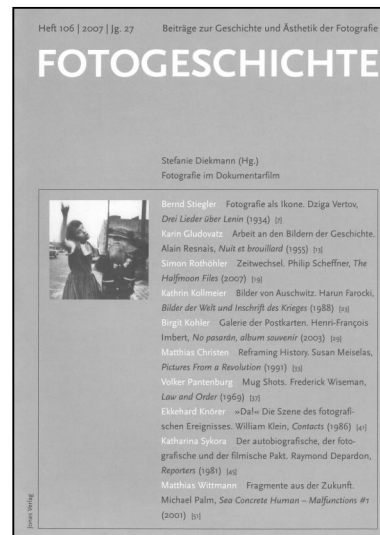 Heft 106 | 2007 | Jg. 27
Beiträge zur Geschichte und Ästhetik der Fotografie
FOTOGESCHICHTE
Stefanie Diekmann (Hg.)
Fotografie im Dokumentarfilm
Bernd Stiegler Fotografie als Ikone. Dziga Vertov,
Drei Lieder über Lenin (1934) [7]
Karin Gludovatz Arbeit an den Bildern der Geschichte.
Alain Resnais, Nuit et brouillard (1955) [13]
Simon Rothöhler Zeitwechsel. Philip Scheffner, The
Halfmoon Files (2007) [19]
Kathrin Kollmeier Bilder von Auschwitz. Harun Farocki,
Bilder der Welt und Inschrift des Krieges (1988) [23]
Birgit Kohler Galerie der Postkarten. Henri-François
Imbert, No pasarán, album souvenir (2003) [29]
Matthias Christen Reframing History. Susan Meiselas,
Pictures From a Revolution (1991) [33]
Volker Pantenburg Mug Shots. Frederick Wiseman,
Law and Order (1969) [37]
Ekkehard Knörer »Da!« Die Szene des fotografi-
schen Ereignisses. William Klein, Contacts (1986) [41]
Katharina Sykora Der autobiografische, der foto-
grafische und der filmische Pakt. Raymond Depardon,
Reporters (1981) [45]
Matthias Wittmann Fragmente aus der Zukunft.
Michael Palm, Sea Concrete Human – Malfunctions #1
(2001) [51]
Jonas Verlag